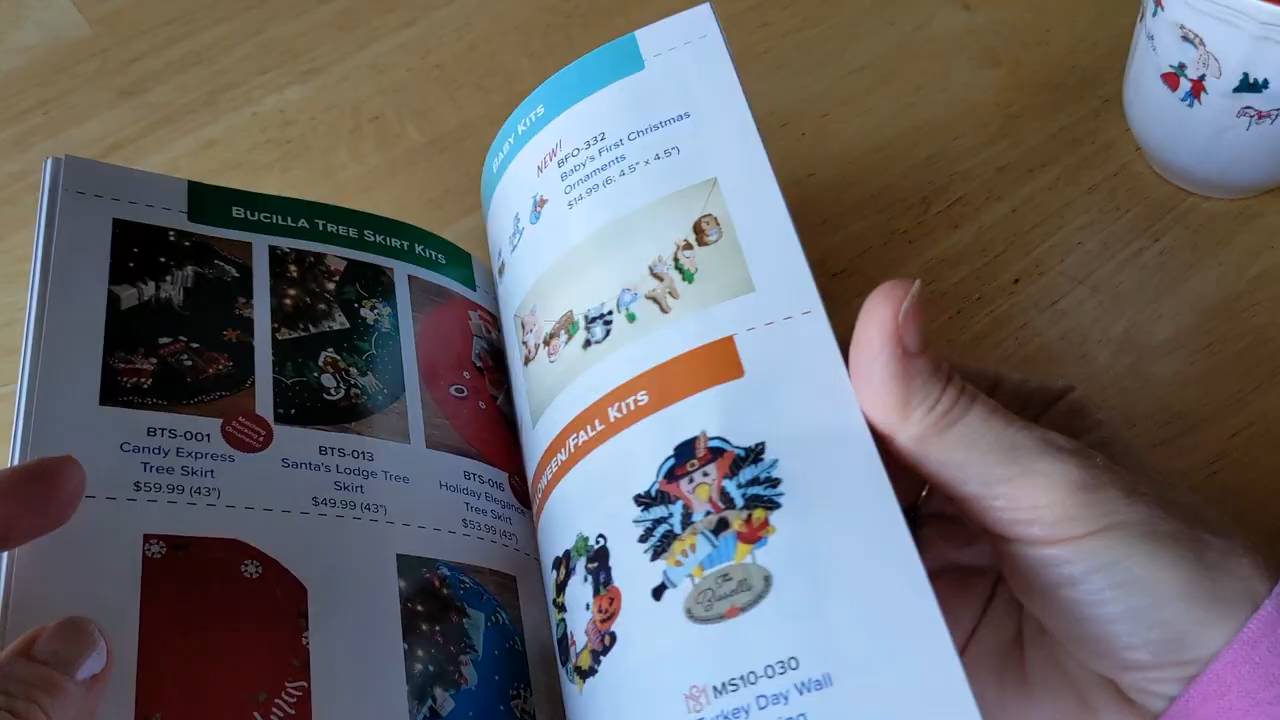 BUCILLA TREE SKIRT KITS
BTS-001
Candy Express
Tree Skirt
$59.99 (43")
Matching
Stocking &
Ornaments!
BTS-013
Santa's Lodge Tree
Skirt
$49.99 (43")
BTS-016
Holiday Elegance
Tree Skirt
$53.99 (43")
BABY KITS
NEW!
BFO-332
Baby's First Christmas
Ornaments
$14.99 (6; 4.5" x 4.5")
LOWEEN/FALL KITS
The
Bissells
MS10-030
Turkey Day Wall